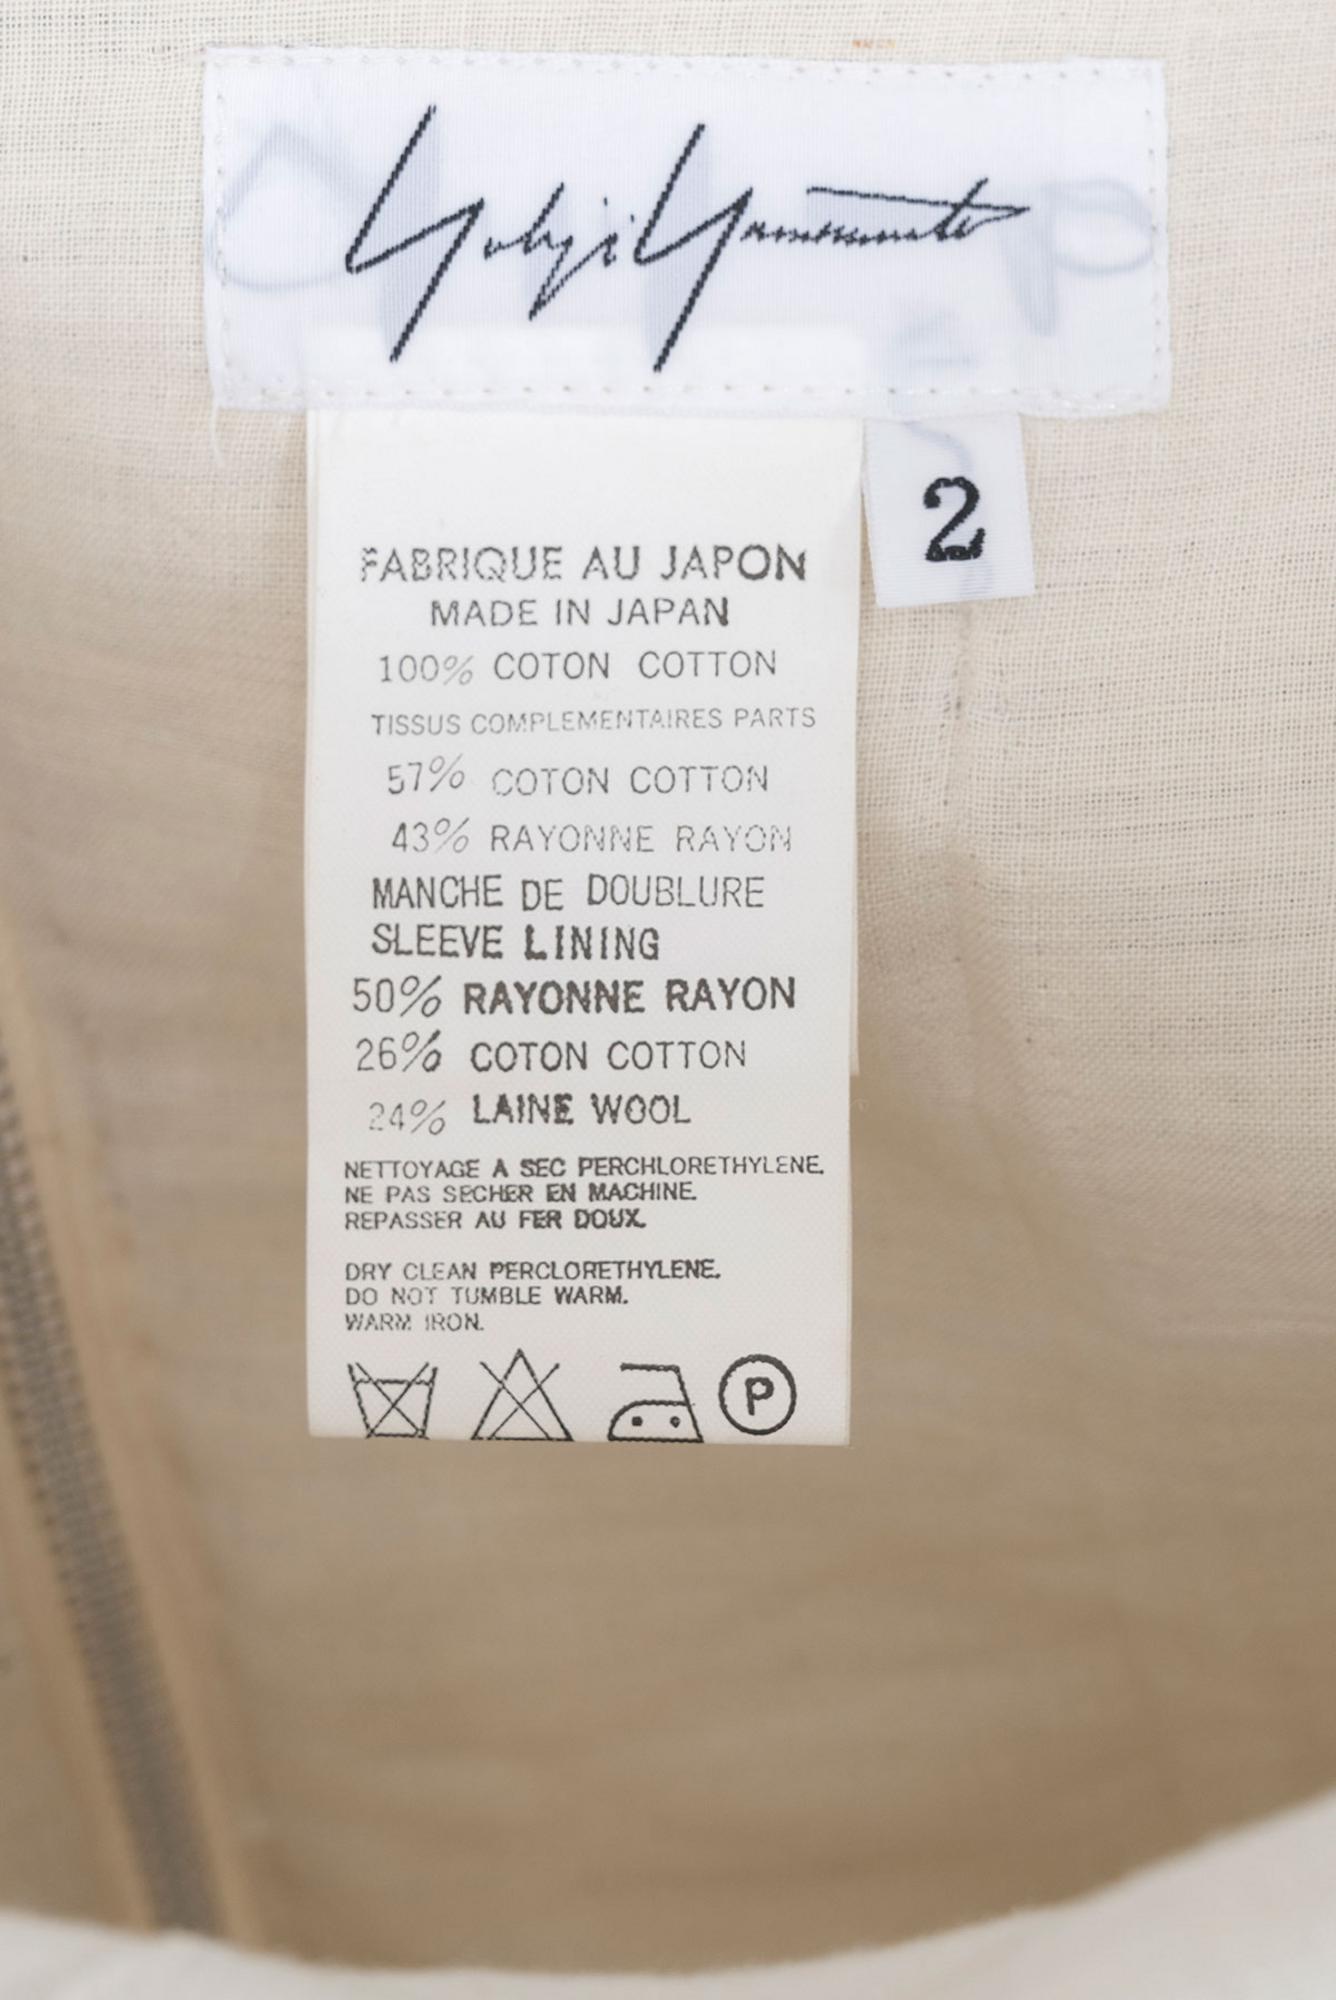 Yohji Yamamoto
2
FABRIQUE AU JAPON
MADE IN JAPAN
100% COTON COTTON
TISSUS COMPLEMENTAIRES PARTS
57% COTON COTTON
43% RAYONNE RAYON
MANCHE DE DOUBLURE
SLEEVE LINING
50% RAYONNE RAYON
26% COTON COTTON
24% LAINE WOOL
NETTOYAGE A SEC PERCHLORETHYLENE.
NE PAS SECHER EN MACHINE.
REPASSER AU FER DOUX.
DRY CLEAN PERCLORETHYLENE.
DO NOT TUMBLE WARM.
WARM IRON.
P